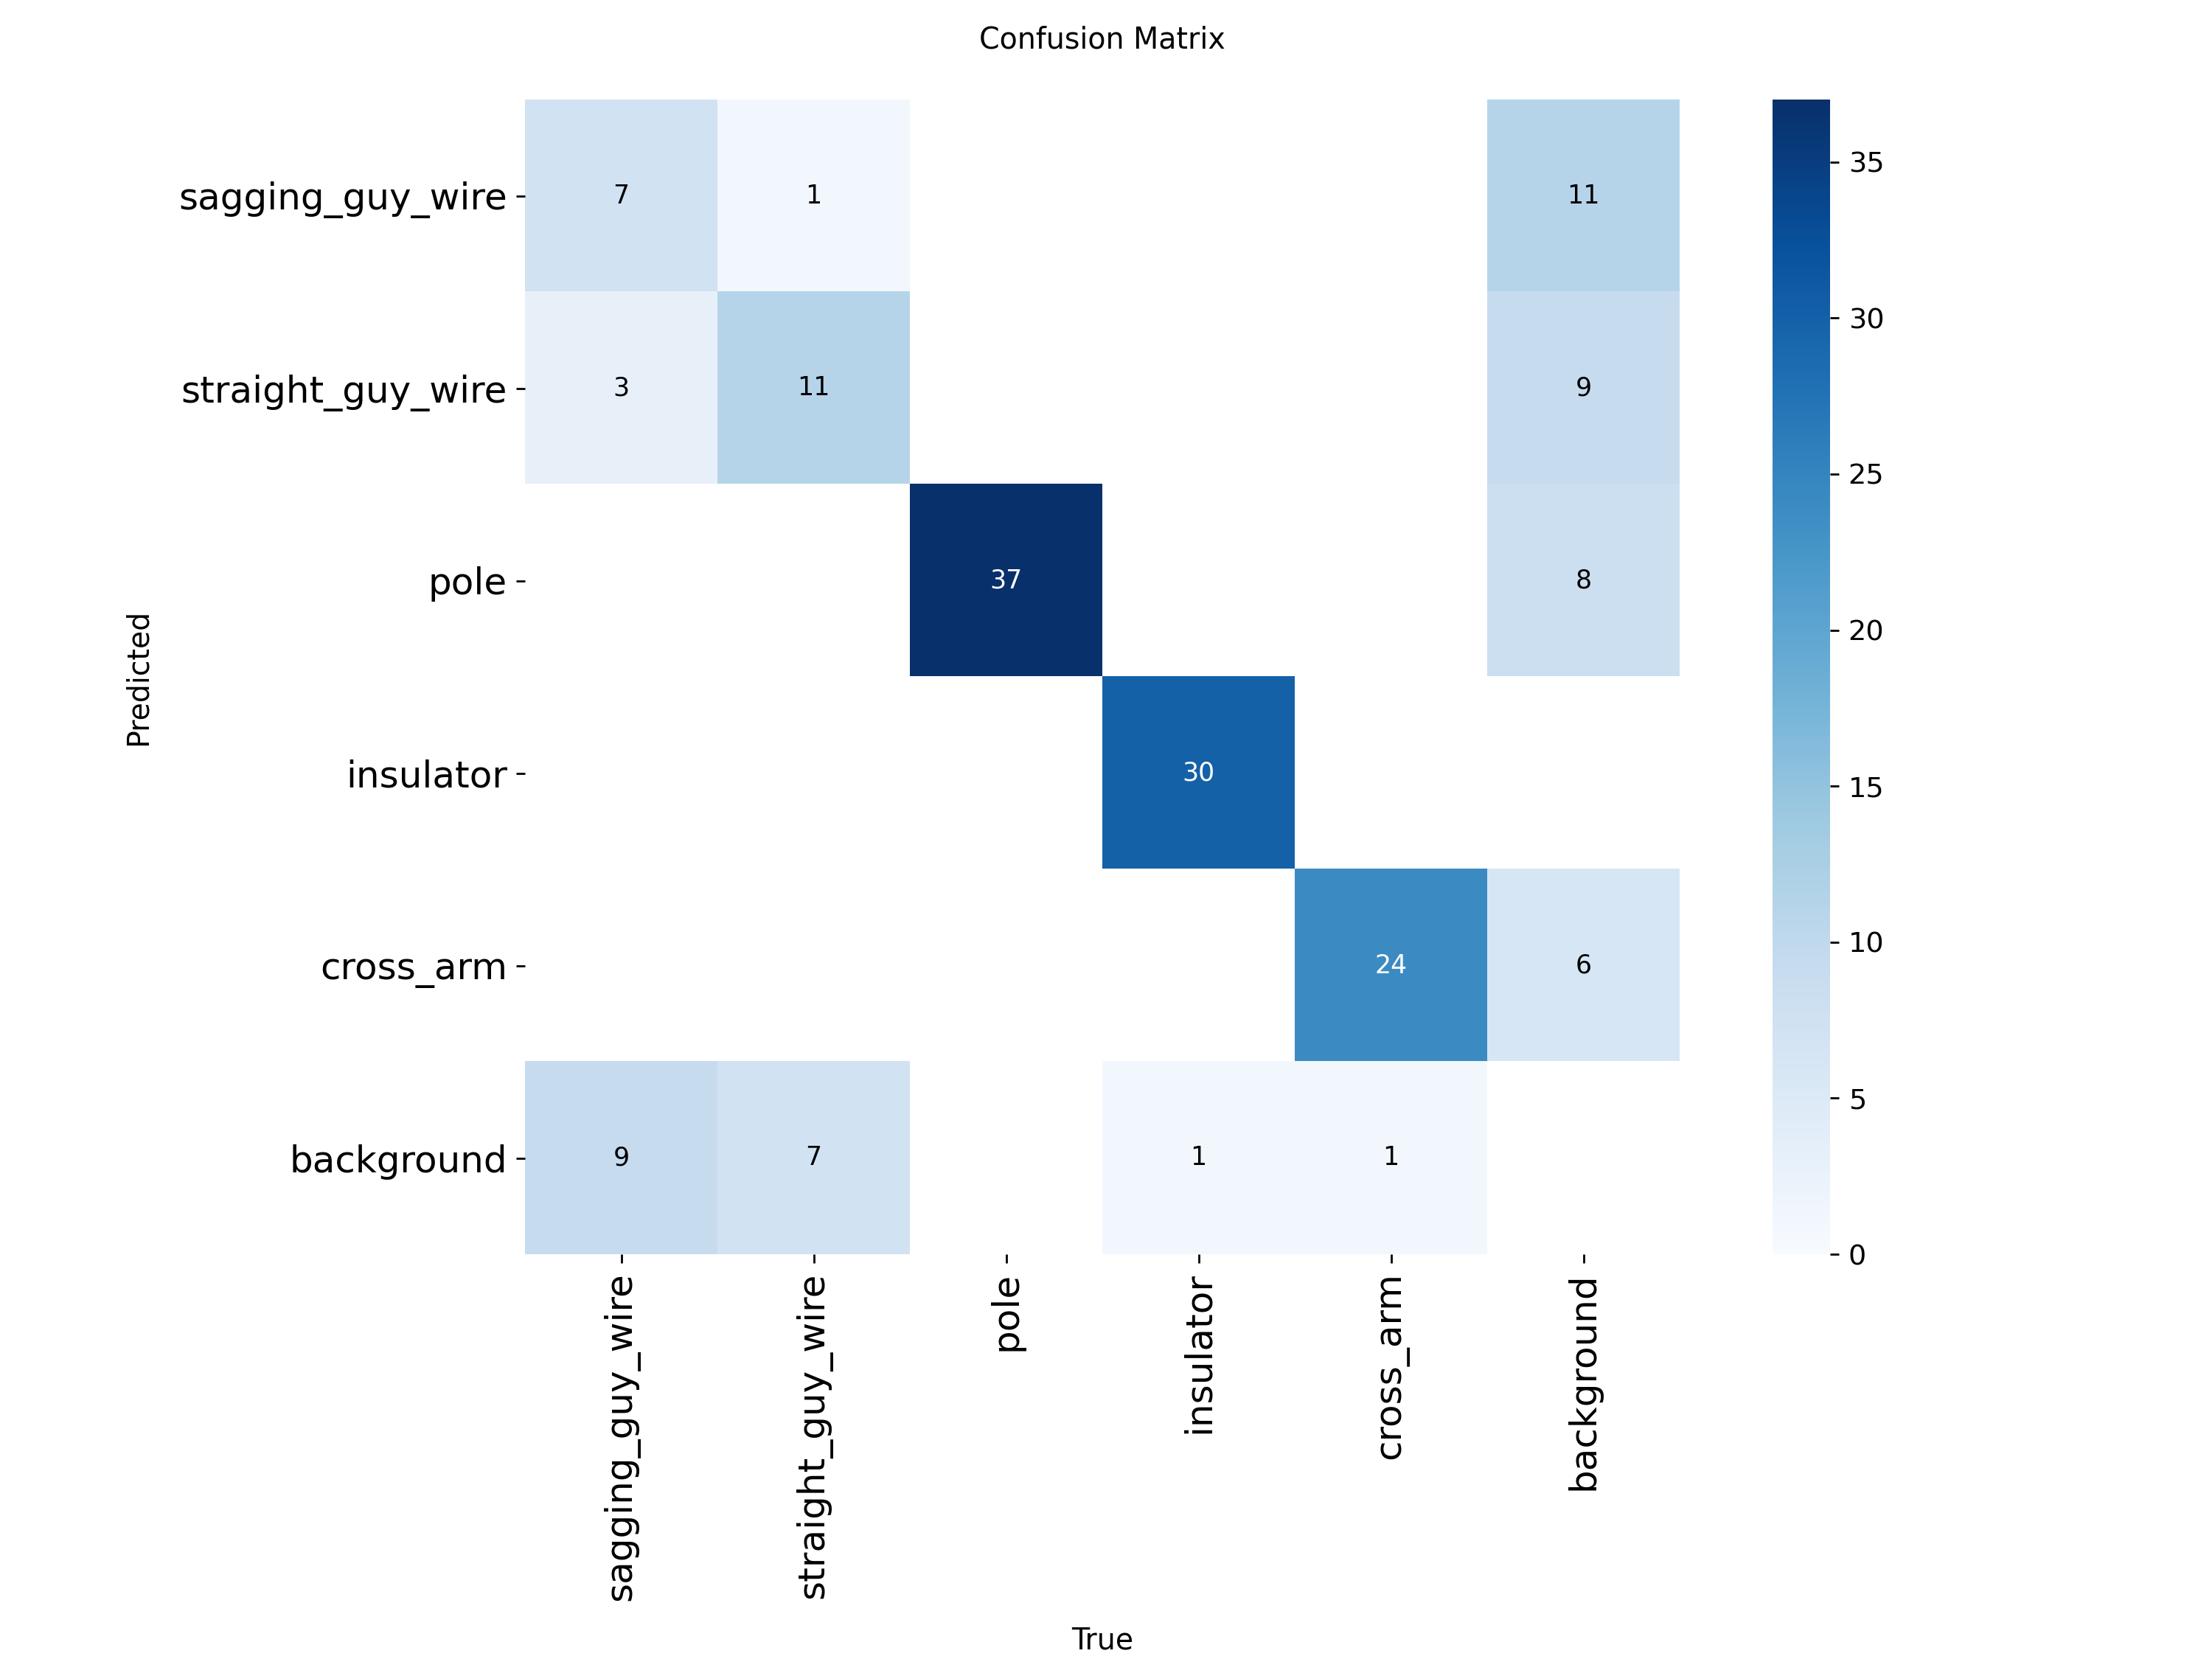 Confusion Matrix
sagging_guy_wire
7
1
11
straight_guy_wire
3
11
9
pole
37
8
insulator
30
cross_arm
24
6
background
9
7
1
1
Predicted
sagging_guy_wire
straight_guy_wire
pole
insulator
cross_arm
background
True
35
30
25
20
15
10
5
0